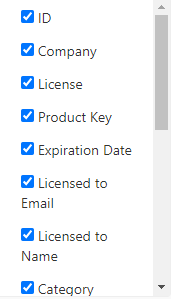 ID
Company
License
Product Key
Expiration Date
Licensed to
Email
Licensed to
Name
Category